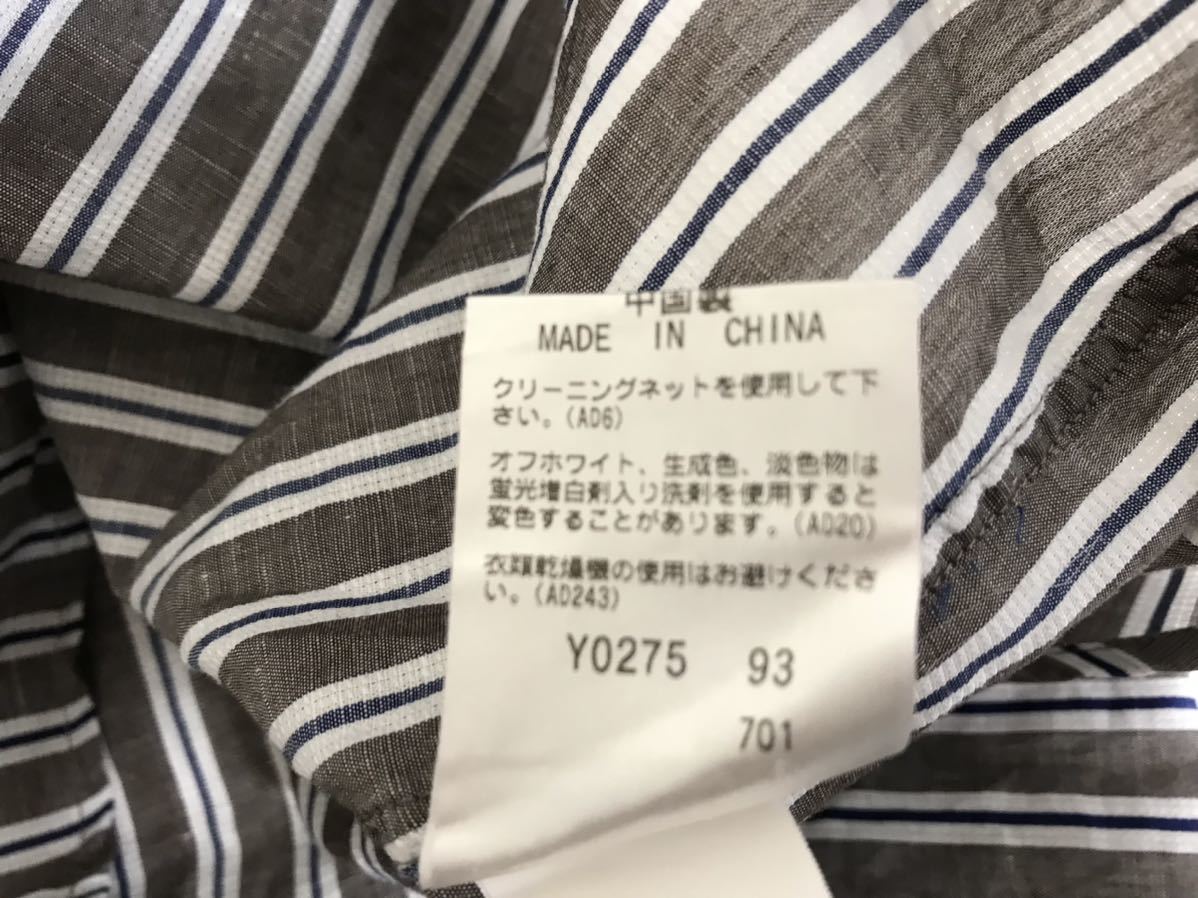 中国製
MADE IN CHINA
クリーニングネットを使用して下
さい。(AD6)
オフホワイト、生成色、淡色物は
蛍光増白剤入り洗剤を使用すると
変色することがあります。(AD20)
衣類乾燥機の使用はお避けくださ
い。(AD243)
Y0275 93
701